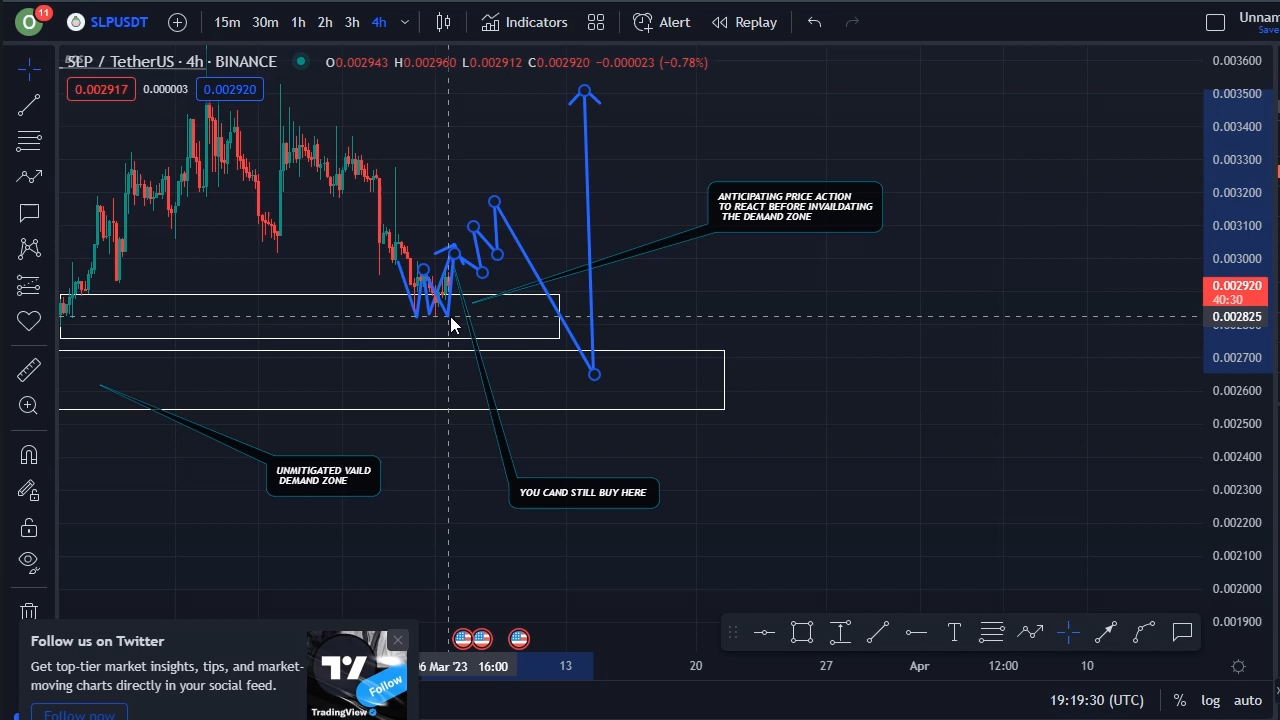 O 11 SLPUSDT 15m 30m 1h 2h 3h 4h Indicators Alert Replay Unnam
Save
SLP / TetherUS · 4h · BINANCE O0.002943 H0.002960 L0.002912 C0.002920 −0.000023 (−0.78%)
0.002917 0.000003 0.002920
0.003600
0.003500
0.003400
0.003300
0.003200
0.003100
0.003000
0.002920
40:30
0.002825
0.002700
0.002600
0.002500
0.002400
0.002300
0.002200
0.002100
0.002000
0.001900
ANTICIPATING PRICE ACTION
TO REACT BEFORE INVAILDATING
THE DEMAND ZONE
UNMITIGATED VAILD
DEMAND ZONE
YOU CAND STILL BUY HERE
Follow us on Twitter
Get top-tier market insights, tips, and market-
moving charts directly in your social feed.
Follow now
Follow
TradingView
6 Mar '23 16:00 13 20 27 Apr 12:00 10
19:19:30 (UTC) % log auto